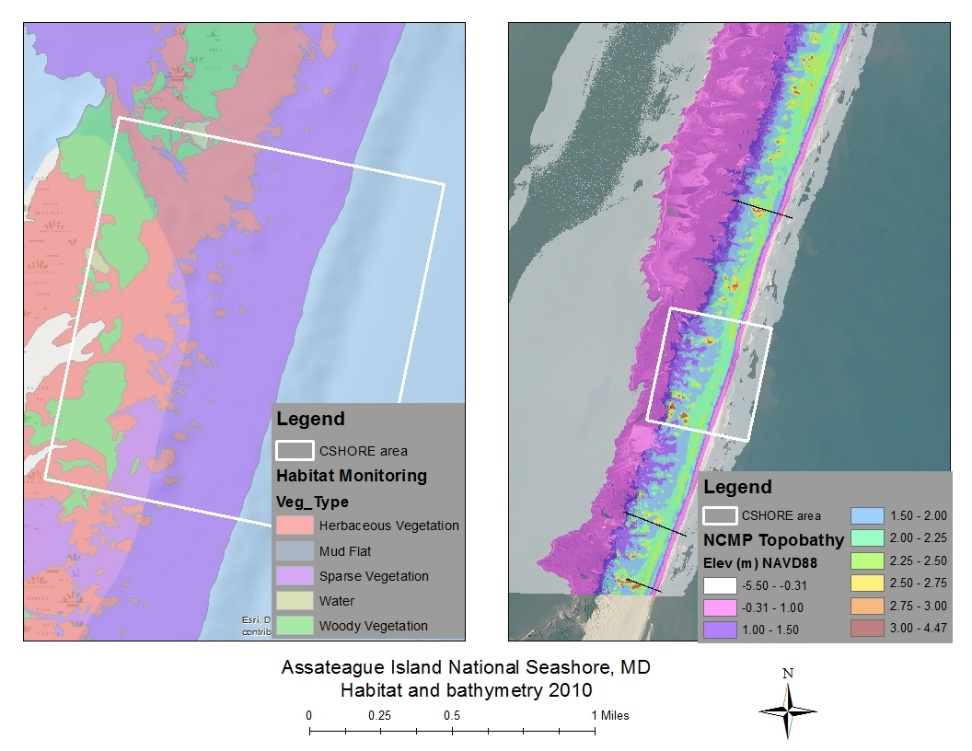 Legend
CSHORE area
Habitat Monitoring
Veg_Type
Herbaceous Vegetation
Mud Flat
Sparse Vegetation
Water
Woody Vegetation
Esri, D
contrib
Legend
CSHORE area
NCMP Topobathy
Elev (m) NAVD88
-5.50 - -0.31
-0.31 - 1.00
1.00 - 1.50
1.50 - 2.00
2.00 - 2.25
2.25 - 2.50
2.50 - 2.75
2.75 - 3.00
3.00 - 4.47
Assateague Island National Seashore, MD
Habitat and bathymetry 2010
0 0.25 0.5 1 Miles
N